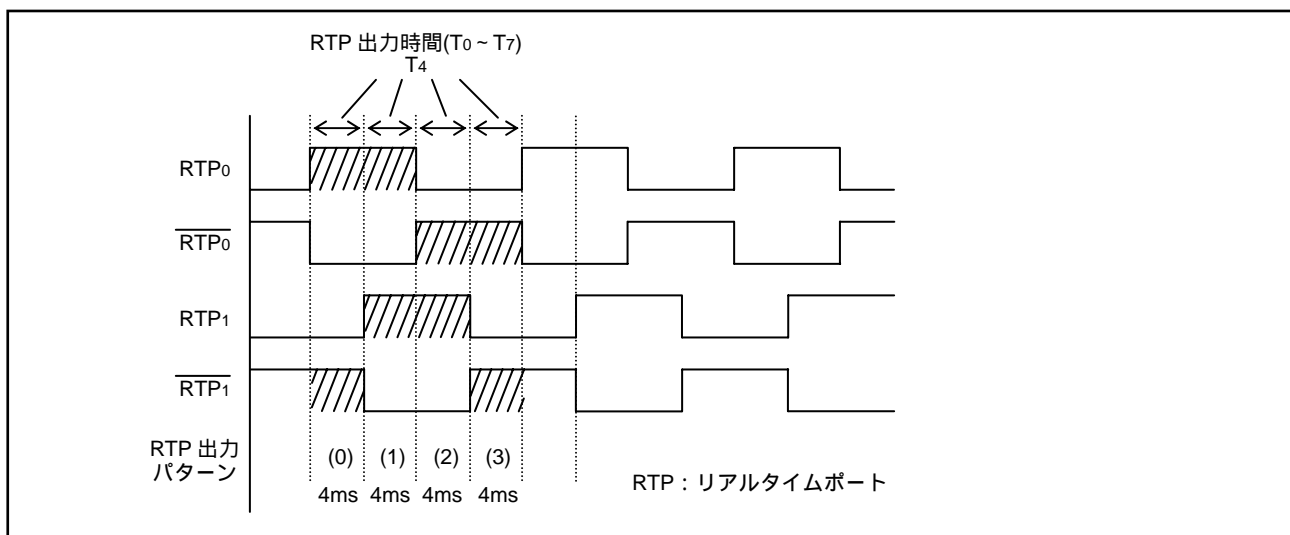 RTP 出力時間(T0 ~ T7)
T4
RTP0
RTP0
RTP1
RTP1
RTP 出力
パターン
(0) (1) (2) (3)
4ms 4ms 4ms 4ms
RTP：リアルタイムポート